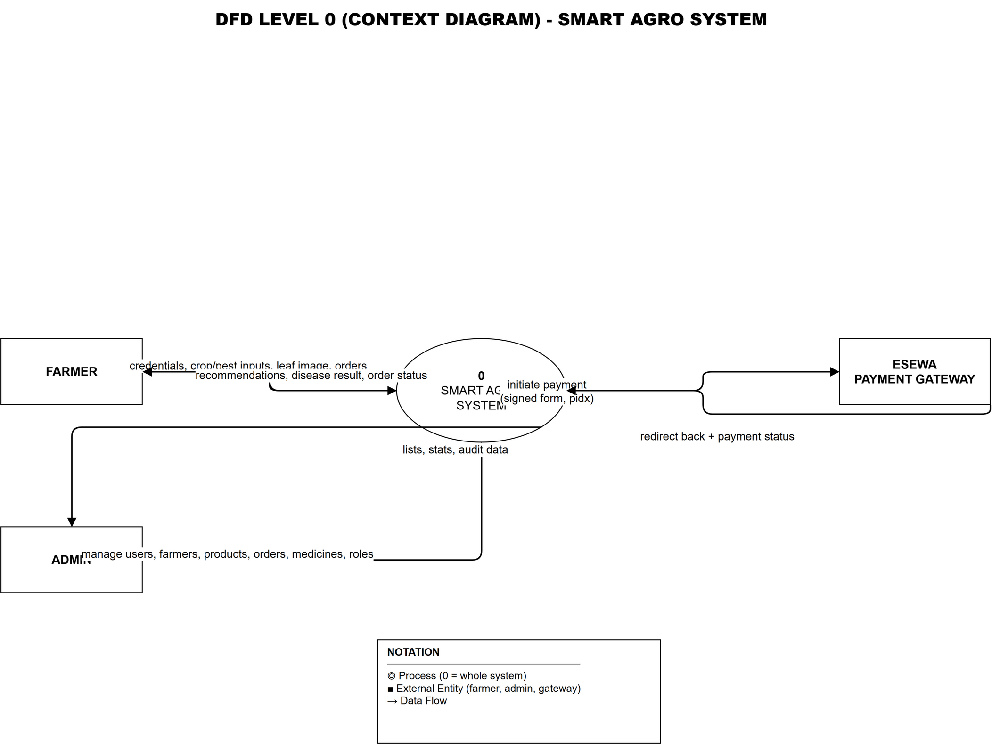 DFD LEVEL 0 (CONTEXT DIAGRAM) - SMART AGRO SYSTEM
FARMER
credentials, crop/pest inputs, leaf image, orders
recommendations, disease result, order status
0
SMART
SYSTEM
initiate payment
(signed form, pidx)
ESEWA
PAYMENT GATEWAY
redirect back + payment status
lists, stats, audit data
ADMIN
manage users, farmers, products, orders, medicines, roles
NOTATION
◎ Process (0 = whole system)
■ External Entity (farmer, admin, gateway)
→ Data Flow